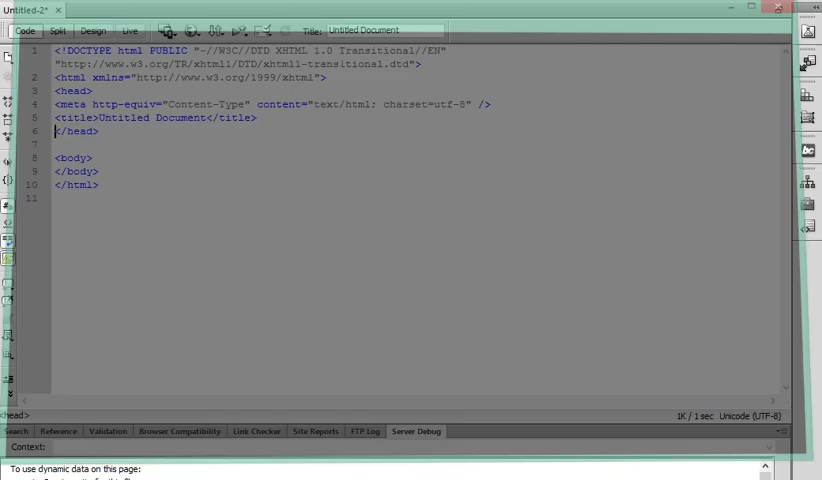 Untitled-2* ×
Code Split Design Live Title: Untitled Document
1 <!DOCTYPE html PUBLIC "-//W3C//DTD XHTML 1.0 Transitional//EN"
"http://www.w3.org/TR/xhtml1/DTD/xhtml1-transitional.dtd">
2 <html xmlns="http://www.w3.org/1999/xhtml">
3 <head>
4 <meta http-equiv="Content-Type" content="text/html; charset=utf-8" />
5 <title>Untitled Document</title>
6 </head>
7
8 <body>
9 </body>
10 </html>
11
<head> 1K / 1 sec Unicode (UTF-8)
Search Reference Validation Browser Compatibility Link Checker Site Reports FTP Log Server Debug
Context:
To use dynamic data on this page: